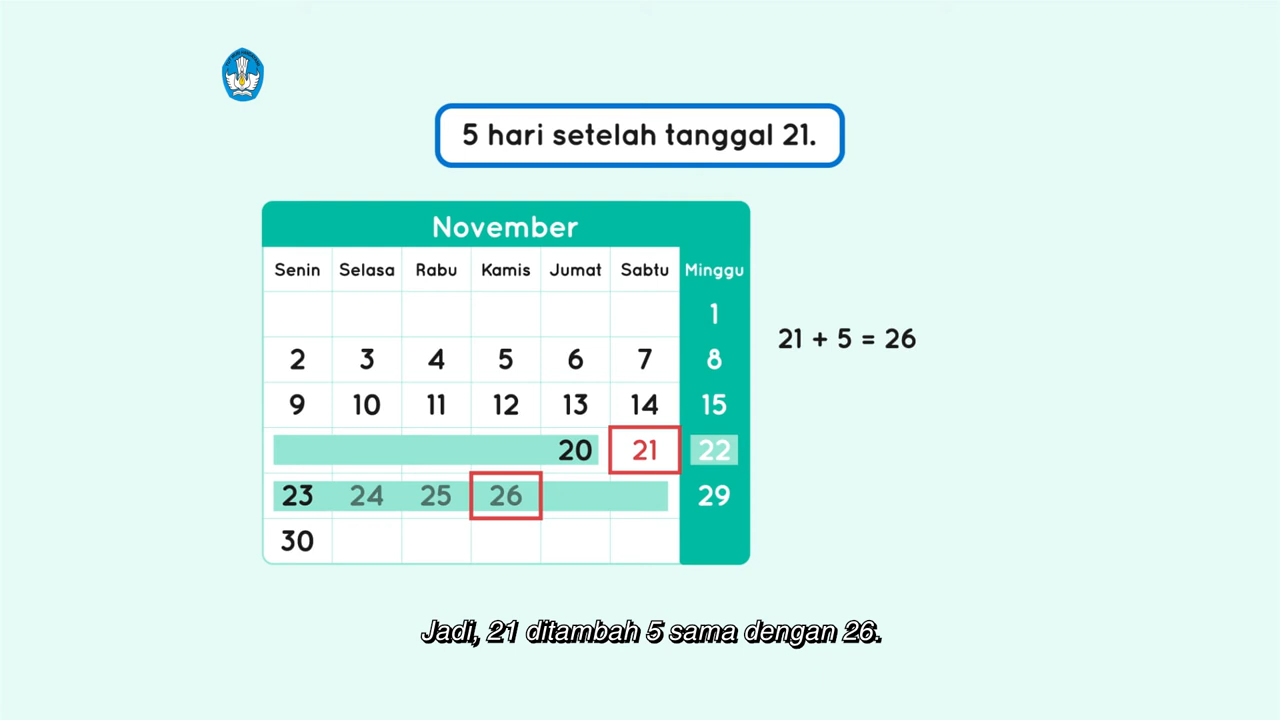 5 hari setelah tanggal 21.
November
Senin Selasa Rabu Kamis Jumat Sabtu Minggu
1
2 3 4 5 6 7 8
21 + 5 = 26
9 10 11 12 13 14 15
20 21 22
23 24 25 26 29
30
Jadi, 21 ditambah 5 sama dengan 26.